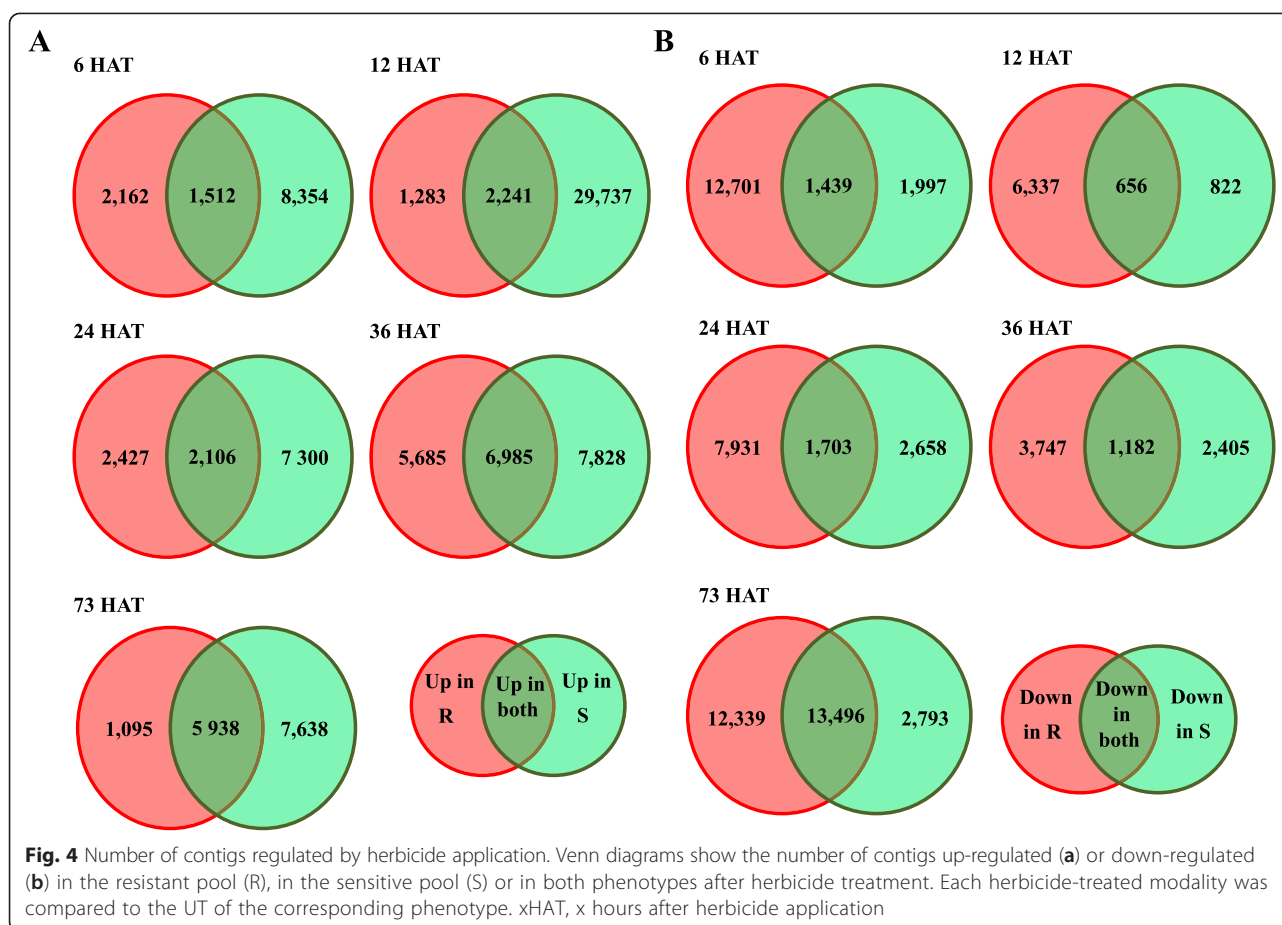 A
6 HAT
2,162 1,512 8,354
12 HAT
1,283 2,241 29,737
24 HAT
2,427 2,106 7 300
36 HAT
5,685 6,985 7,828
73 HAT
1,095 5 938 7,638
Up in
R
Up in
both
Up in
S
B
6 HAT
12,701 1,439 1,997
12 HAT
6,337 656 822
24 HAT
7,931 1,703 2,658
36 HAT
3,747 1,182 2,405
73 HAT
12,339 13,496 2,793
Down
in R
Down
in
both
Down
in S
Fig. 4 Number of contigs regulated by herbicide application. Venn diagrams show the number of contigs up-regulated (a) or down-regulated
(b) in the resistant pool (R), in the sensitive pool (S) or in both phenotypes after herbicide treatment. Each herbicide-treated modality was
compared to the UT of the corresponding phenotype. xHAT, x hours after herbicide application